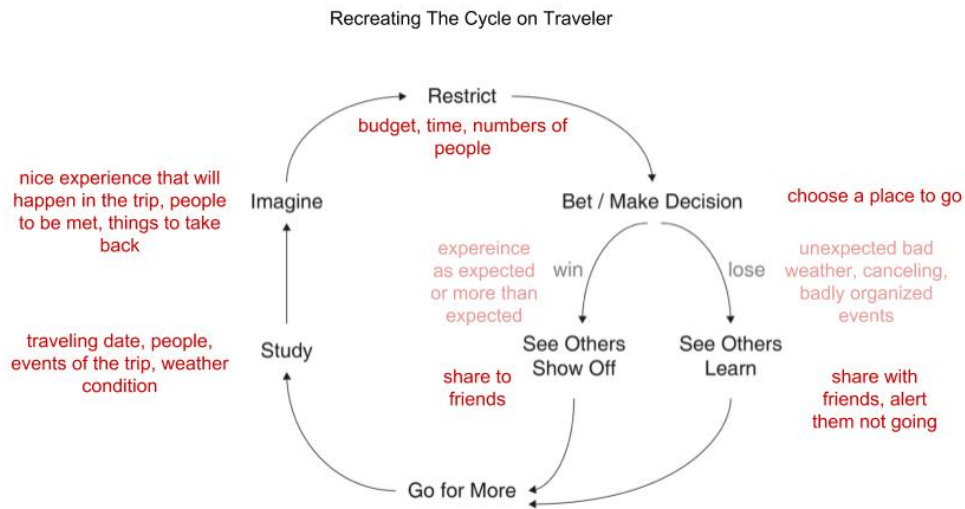 Recreating The Cycle on Traveler
Restrict
budget, time, numbers of
people
nice experience that will
happen in the trip, people
to be met, things to take
back
Imagine
Bet / Make Decision
choose a place to go
expereince
as expected
or more than
expected
win
lose
unexpected bad
weather, canceling,
badly organized
events
traveling date, people,
events of the trip, weather
condition
Study
See Others
Show Off
See Others
Learn
share to
friends
share with
friends, alert
them not going
Go for More